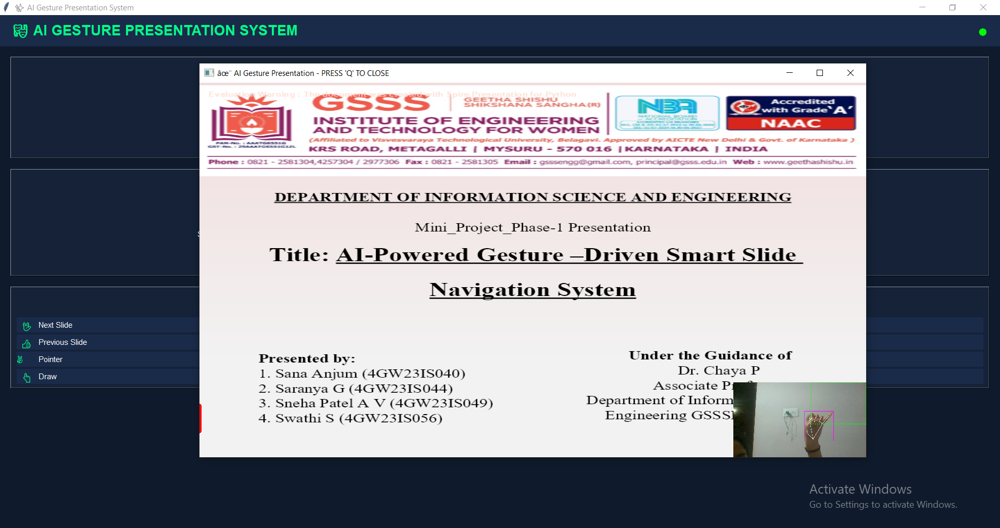 AI Gesture Presentation System
AI GESTURE PRESENTATION SYSTEM
âœ¨ AI Gesture Presentation - PRESS 'Q' TO CLOSE
Evaluation Warning : The document was created with Spire.Presentation for Python
GSSS
GEETHA SHISHU
SHIKSHANA SANGHA(R)
INSTITUTE OF ENGINEERING
AND TECHNOLOGY FOR WOMEN
NBA
NATIONAL BOARD
of ACCREDITATION
Accredited
with Grade 'A'
NAAC
PAN-No. : AAATG6551G
GST-No. : 29AAATG6551G1ZL
(Affiliated to Visvesvaraya Technological University, Belagavi. Approved by AICTE New Delhi & Govt. of Karnataka )
KRS ROAD, METAGALLI | MYSURU - 570 016 | KARNATAKA | INDIA
Phone : 0821 - 2581304,4257304 / 2977306 Fax : 0821 - 2581305 Email : gsssengg@gmail.com, principal@gsss.edu.in Web : www.geethashishu.in
DEPARTMENT OF INFORMATION SCIENCE AND ENGINEERING
Mini_Project_Phase-1 Presentation
Title: AI-Powered Gesture –Driven Smart Slide
Navigation System
Presented by:
1. Sana Anjum (4GW23IS040)
2. Saranya G (4GW23IS044)
3. Sneha Patel A V (4GW23IS049)
4. Swathi S (4GW23IS056)
Under the Guidance of
Dr. Chaya P
Associate
Department of Inform
Engineering GSSS
Next Slide
Previous Slide
Pointer
Draw
Activate Windows
Go to Settings to activate Windows.